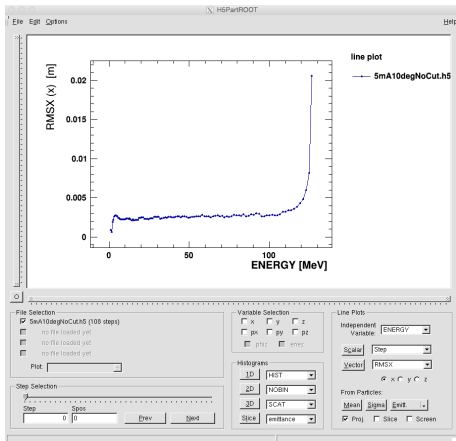 H5PartROOT
File Edit Options Help
line plot
5mA10degNoCut.h5
RMSX (x) [m]
0.02
0.015
0.01
0.005
0
0 50 100
ENERGY [MeV]
O
File Selection
5mA10degNoCut.h5 (108 steps)
no file loaded yet
no file loaded yet
no file loaded yet
Plot:
Step Selection
Step Spos
0 0 Prev Next
Variable Selection
x y z
px py pz
phiz enez
Histograms
1D HIST
2D NOBIN
3D SCAT
Slice emittance
Line Plots
Independent
Variable: ENERGY
Scalar Step
Vector RMSX
x y z
From Particles:
Mean Sigma Emitt.
Proj. Slice Screen